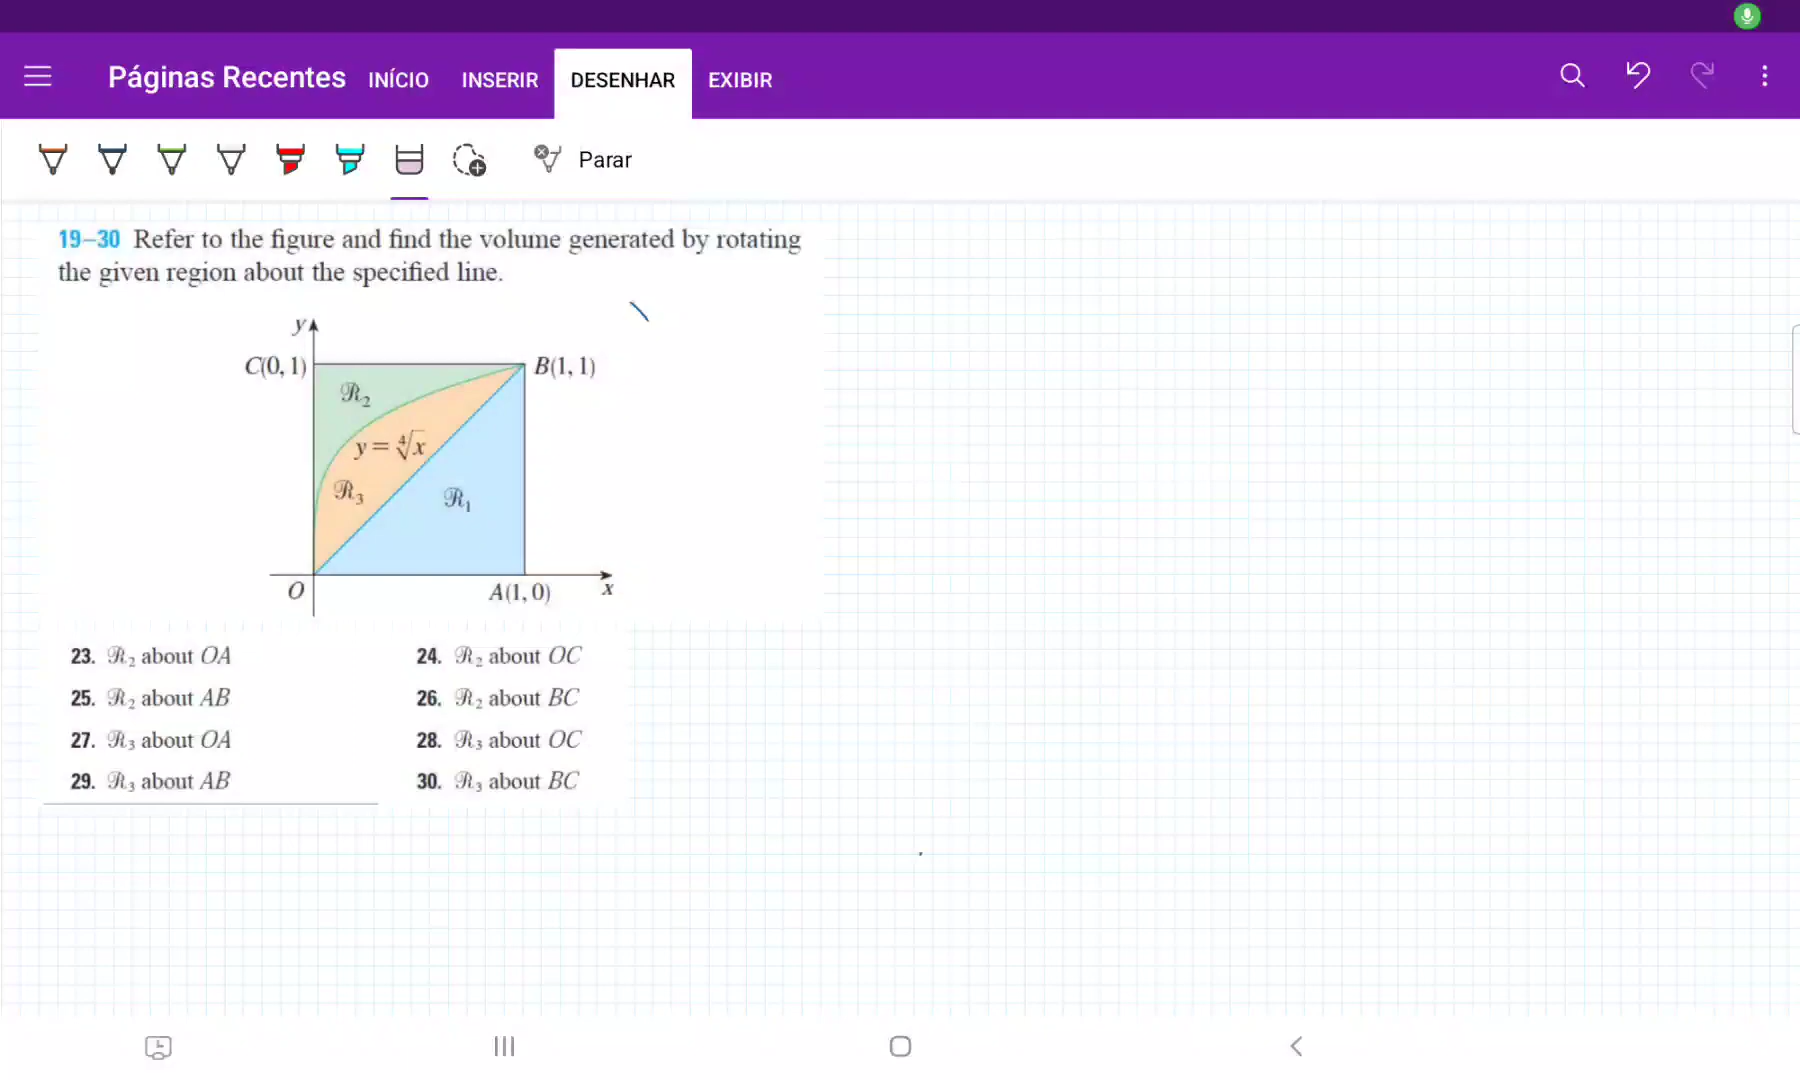 Páginas Recentes INÍCIO INSERIR DESENHAR EXIBIR
Parar
19–30 Refer to the figure and find the volume generated by rotating
the given region about the specified line.
y
C(0, 1) B(1, 1)
ℛ₂
y = ∜x
ℛ₃ ℛ₁
O A(1, 0) x
23. ℛ₂ about OA 24. ℛ₂ about OC
25. ℛ₂ about AB 26. ℛ₂ about BC
27. ℛ₃ about OA 28. ℛ₃ about OC
29. ℛ₃ about AB 30. ℛ₃ about BC